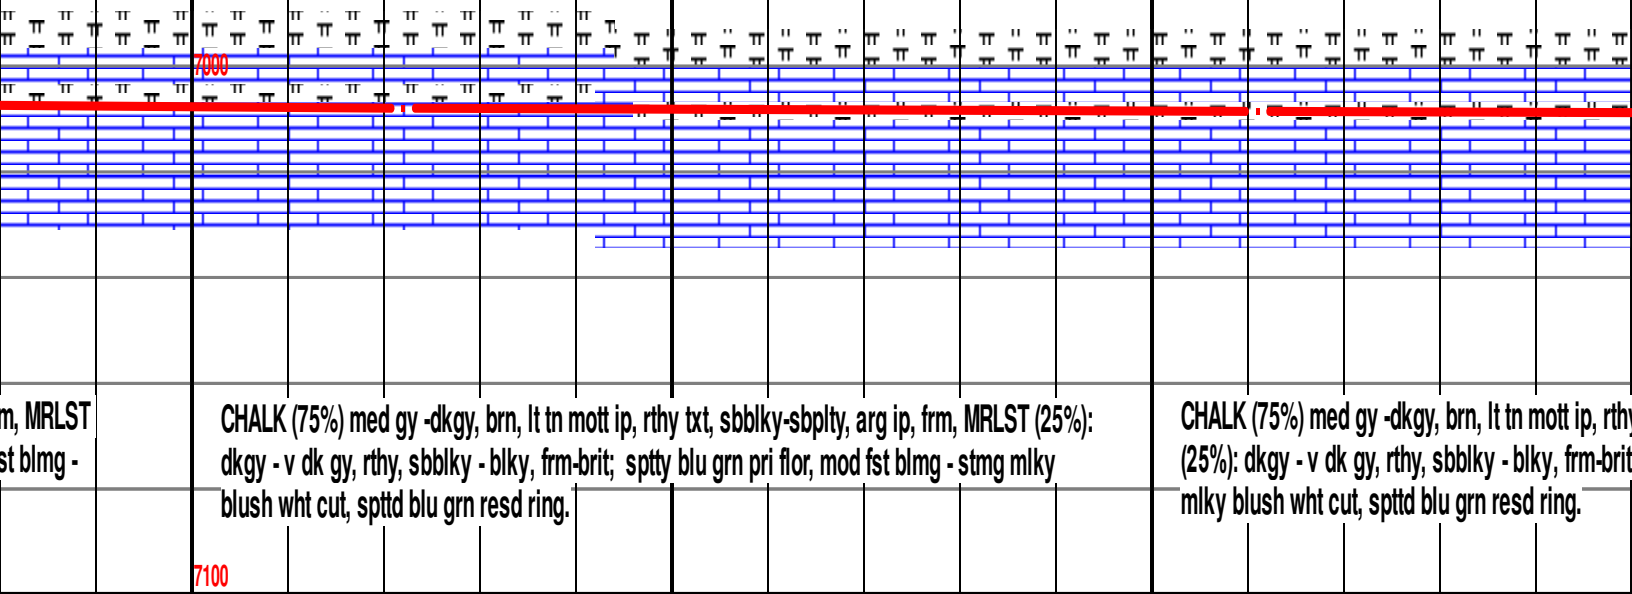 7000
m, MRLST
st blmg -
CHALK (75%) med gy -dkgy, brn, lt tn mott ip, rthy txt, sbblky-sbplty, arg ip, frm, MRLST (25%):
dkgy - v dk gy, rthy, sbblky - blky, frm-brit; sptty blu grn pri flor, mod fst blmg - stmg mlky
blush wht cut, spttd blu grn resd ring.
CHALK (75%) med gy -dkgy, brn, lt tn mott ip, rthy
(25%): dkgy - v dk gy, rthy, sbblky - blky, frm-brit
mlky blush wht cut, spttd blu grn resd ring.
7100